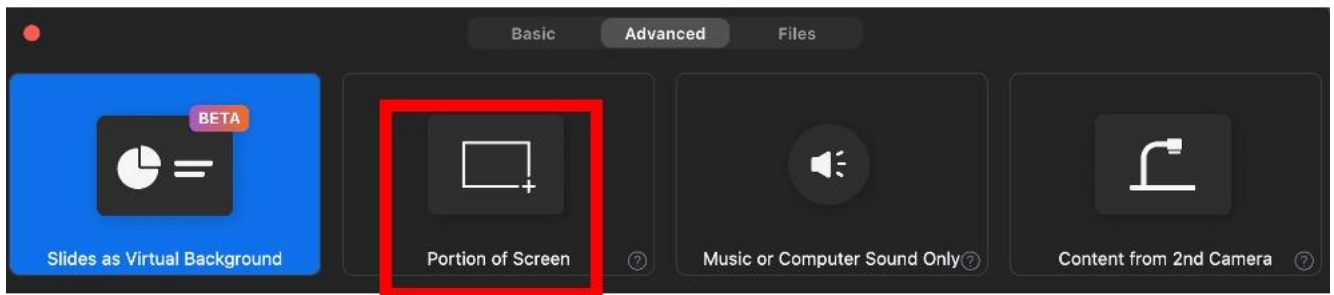 Basic Advanced Files
BETA
Slides as Virtual Background
Portion of Screen ?
Music or Computer Sound Only ?
Content from 2nd Camera ?